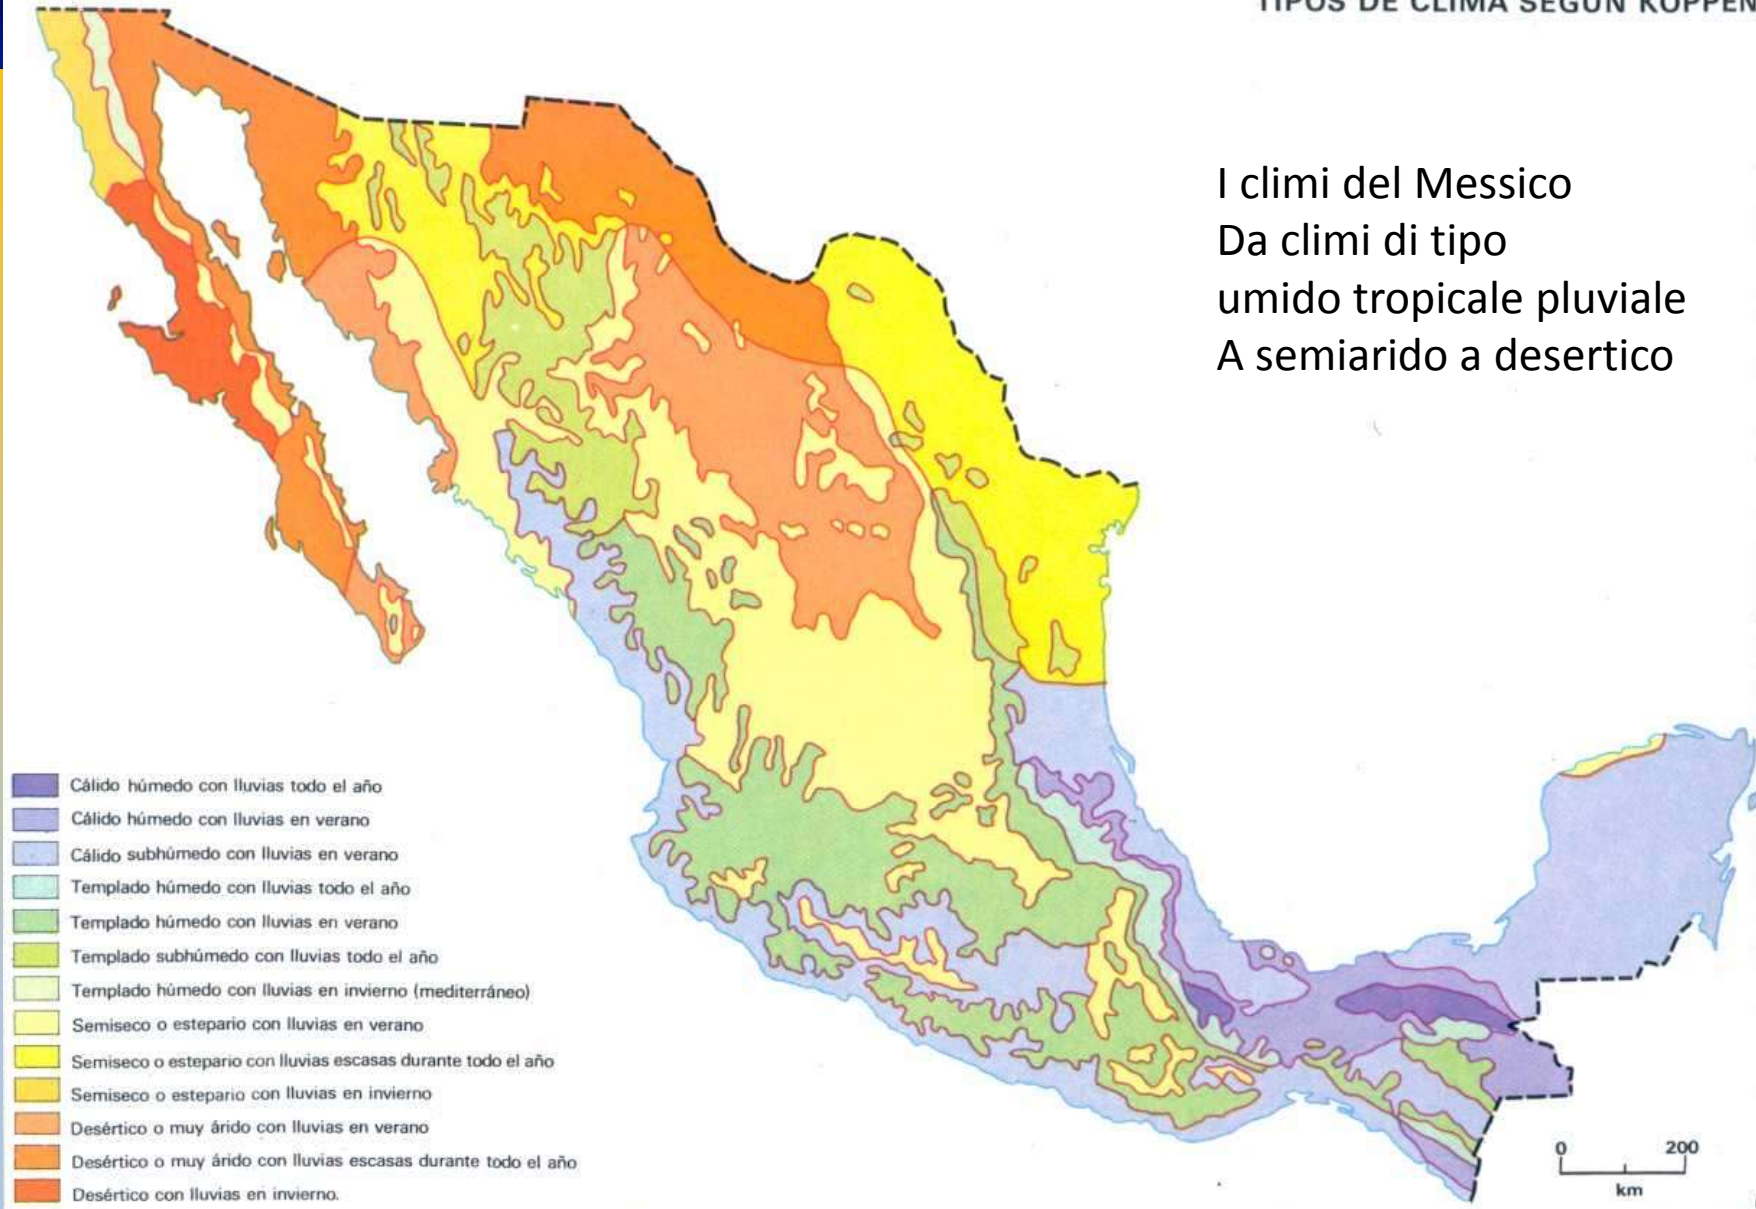 TIPOS DE CLIMA SEGUN KOPPEN
I climi del Messico
Da climi di tipo
umido tropicale pluviale
A semiarido a desertico
Cálido húmedo con lluvias todo el año
Cálido húmedo con lluvias en verano
Cálido subhúmedo con lluvias en verano
Templado húmedo con lluvias todo el año
Templado húmedo con lluvias en verano
Templado subhúmedo con lluvias todo el año
Templado húmedo con lluvias en invierno (mediterráneo)
Semiseco o estepario con lluvias en verano
Semiseco o estepario con lluvias escasas durante todo el año
Semiseco o estepario con lluvias en invierno
Desértico o muy árido con lluvias en verano
Desértico o muy árido con lluvias escasas durante todo el año
Desértico con lluvias en invierno.
0 200
km